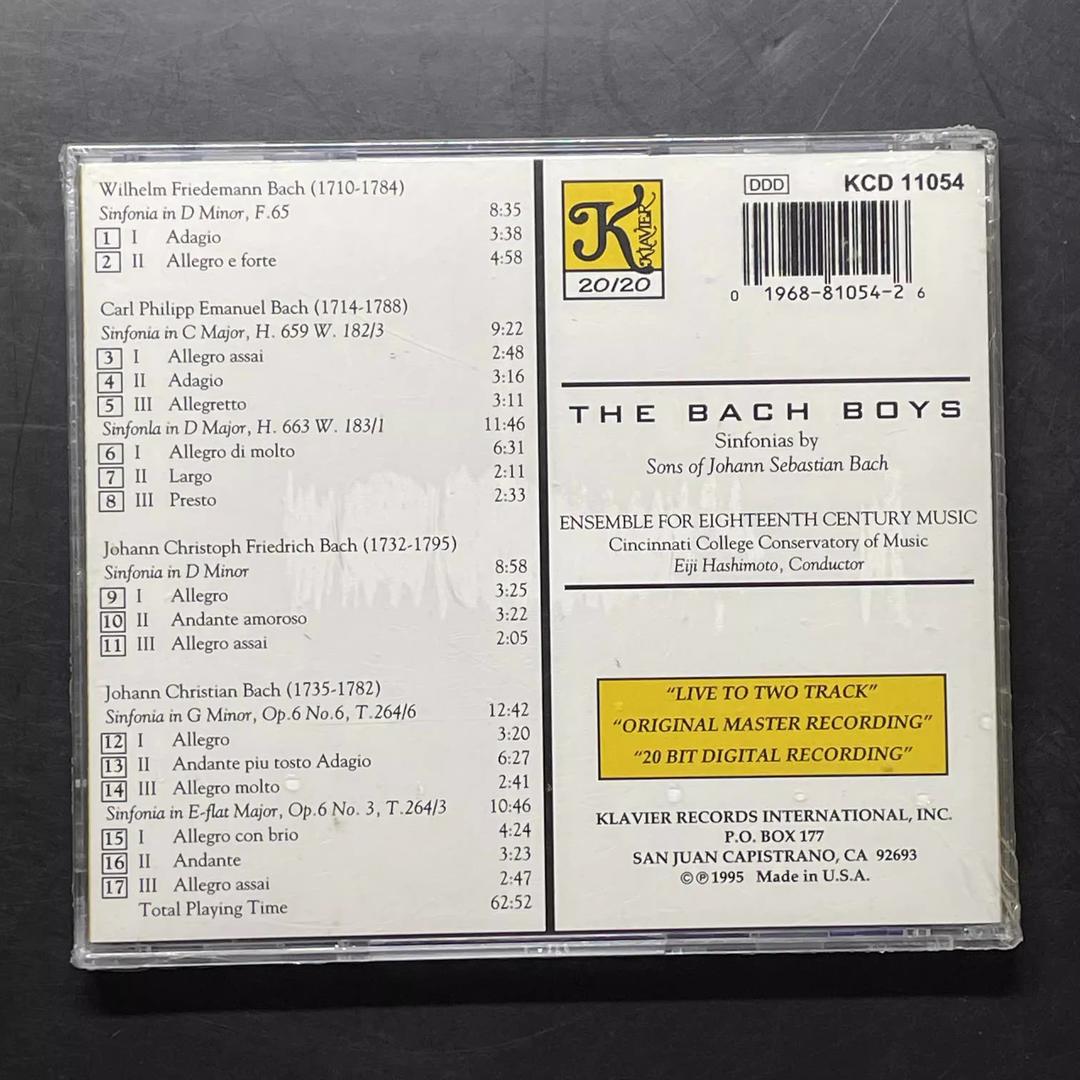 Wilhelm Friedemann Bach (1710-1784)
Sinfonia in D Minor, F.65 8:35
1 I Adagio 3:38
2 II Allegro e forte 4:58
Carl Philipp Emanuel Bach (1714-1788)
Sinfonia in C Major, H. 659 W. 182/3 9:22
3 I Allegro assai 2:48
4 II Adagio 3:16
5 III Allegretto 3:11
Sinfonla in D Major, H. 663 W. 183/1 11:46
6 I Allegro di molto 6:31
7 II Largo 2:11
8 III Presto 2:33
Johann Christoph Friedrich Bach (1732-1795)
Sinfonia in D Minor 8:58
9 I Allegro 3:25
10 II Andante amoroso 3:22
11 III Allegro assai 2:05
Johann Christian Bach (1735-1782)
Sinfonia in G Minor, Op.6 No.6, T.264/6 12:42
12 I Allegro 3:20
13 II Andante piu tosto Adagio 6:27
14 III Allegro molto 2:41
Sinfonia in E-flat Major, Op.6 No. 3, T.264/3 10:46
15 I Allegro con brio 4:24
16 II Andante 3:23
17 III Allegro assai 2:47
Total Playing Time 62:52
K KLAVIER
20/20
DDD KCD 11054
0 1968-81054-2 6
THE BACH BOYS
Sinfonias by
Sons of Johann Sebastian Bach
ENSEMBLE FOR EIGHTEENTH CENTURY MUSIC
Cincinnati College Conservatory of Music
Eiji Hashimoto, Conductor
"LIVE TO TWO TRACK"
"ORIGINAL MASTER RECORDING"
"20 BIT DIGITAL RECORDING"
KLAVIER RECORDS INTERNATIONAL, INC.
P.O. BOX 177
SAN JUAN CAPISTRANO, CA 92693
©℗1995 Made in U.S.A.